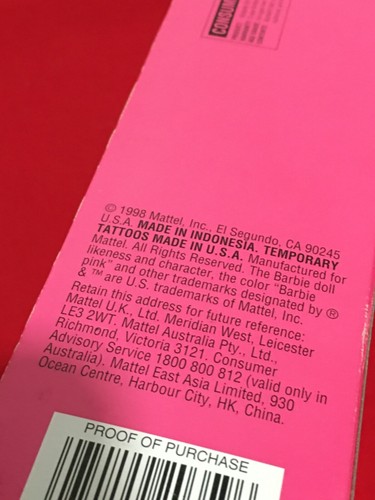 CONSUM
© 1998 Mattel, Inc., El Segundo, CA 90245
U.S.A. MADE IN INDONESIA. TEMPORARY
TATTOOS MADE IN U.S.A. Manufactured for
Mattel. All Rights Reserved. The Barbie doll
likeness and character, the color "Barbie
pink" and other trademarks designated by ®
& ™ are U.S. trademarks of Mattel, Inc.
Retain this address for future reference:
Mattel U.K., Ltd. Meridian West, Leicester
LE3 2WT. Mattel Australia Pty., Ltd.,
Richmond, Victoria 3121. Consumer
Advisory Service 1800 800 812 (valid only in
Australia). Mattel East Asia Limited, 930
Ocean Centre, Harbour City, HK, China.
PROOF OF PURCHASE